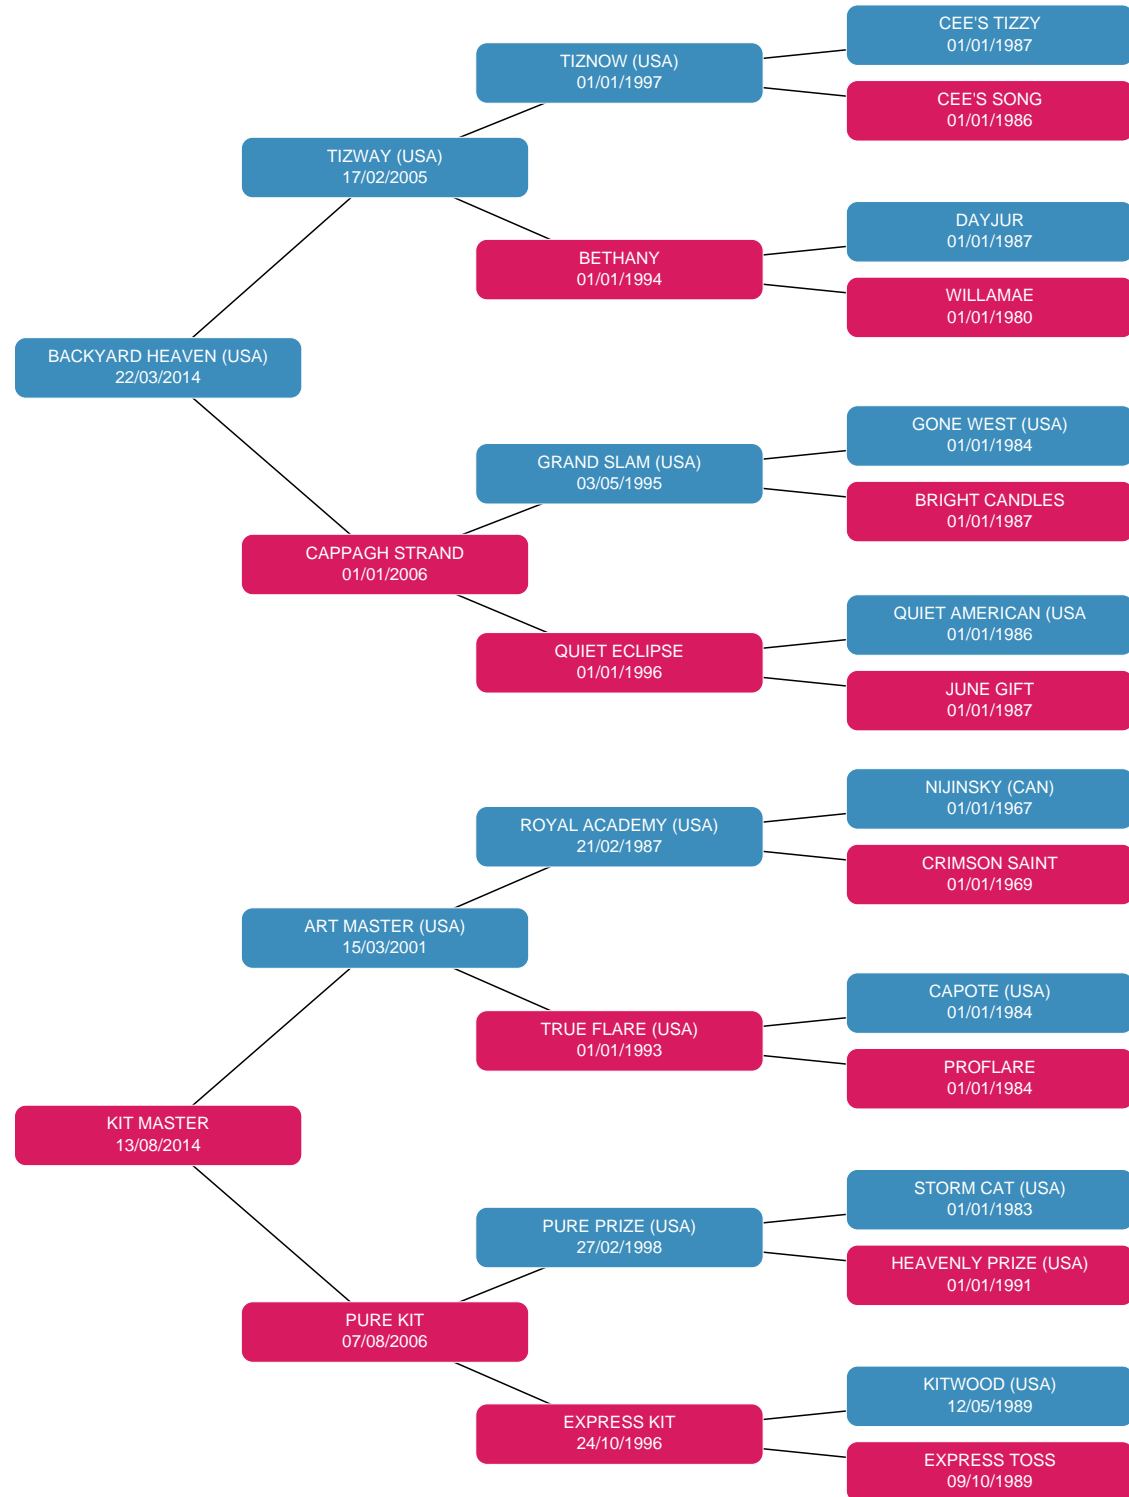 CEE'S TIZZY
01/01/1987
TIZNOW (USA)
01/01/1997
CEE'S SONG
01/01/1986
TIZWAY (USA)
17/02/2005
DAYJUR
01/01/1987
BETHANY
01/01/1994
WILLAMAE
01/01/1980
BACKYARD HEAVEN (USA)
22/03/2014
GONE WEST (USA)
01/01/1984
GRAND SLAM (USA)
03/05/1995
BRIGHT CANDLES
01/01/1987
CAPPAGH STRAND
01/01/2006
QUIET AMERICAN (USA
01/01/1986
QUIET ECLIPSE
01/01/1996
JUNE GIFT
01/01/1987
NIJINSKY (CAN)
01/01/1967
ROYAL ACADEMY (USA)
21/02/1987
CRIMSON SAINT
01/01/1969
ART MASTER (USA)
15/03/2001
CAPOTE (USA)
01/01/1984
TRUE FLARE (USA)
01/01/1993
PROFLARE
01/01/1984
KIT MASTER
13/08/2014
STORM CAT (USA)
01/01/1983
PURE PRIZE (USA)
27/02/1998
HEAVENLY PRIZE (USA)
01/01/1991
PURE KIT
07/08/2006
KITWOOD (USA)
12/05/1989
EXPRESS KIT
24/10/1996
EXPRESS TOSS
09/10/1989